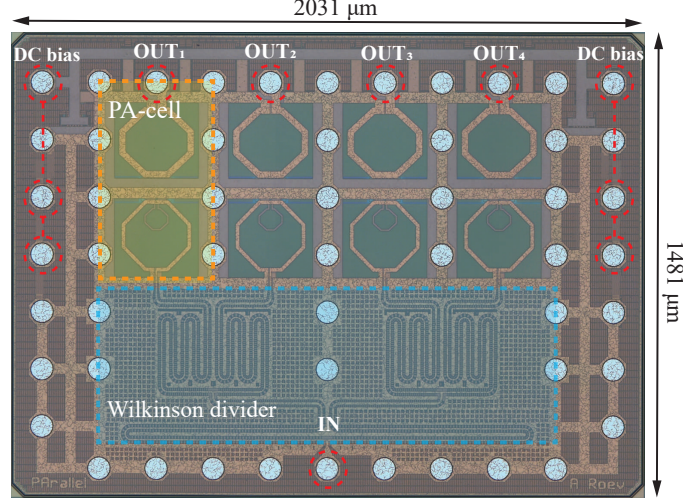 2031 μm
DC bias OUT₁ OUT₂ OUT₃ OUT₄ DC bias
PA-cell
1481 μm
Wilkinson divider
IN
PArallel A Roev